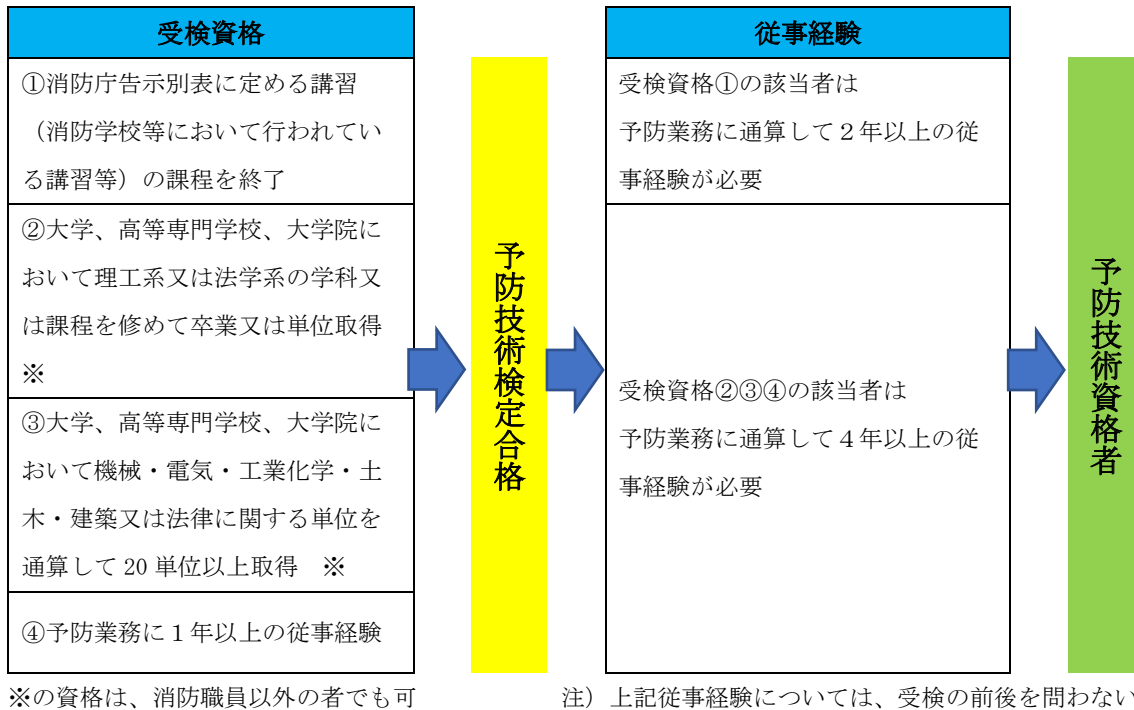 受検資格
①消防庁告示別表に定める講習
（消防学校等において行われてい
る講習等）の課程を終了
②大学、高等専門学校、大学院に
おいて理工系又は法学系の学科又
は課程を修めて卒業又は単位取得
※
③大学、高等専門学校、大学院に
おいて機械・電気・工業化学・土
木・建築又は法律に関する単位を
通算して 20 単位以上取得　※
④予防業務に１年以上の従事経験
※の資格は、消防職員以外の者でも可
予防技術検定合格
従事経験
受検資格①の該当者は
予防業務に通算して２年以上の従
事経験が必要
受検資格②③④の該当者は
予防業務に通算して４年以上の従
事経験が必要
注）上記従事経験については、受検の前後を問わない
予防技術資格者